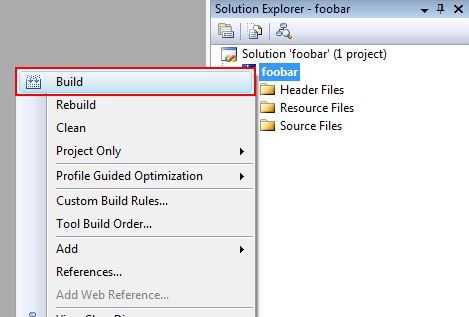 Solution Explorer - foobar
Solution 'foobar' (1 project)
foobar
Header Files
Resource Files
Source Files
Build
Rebuild
Clean
Project Only
Profile Guided Optimization
Custom Build Rules...
Tool Build Order...
Add
References...
Add Web Reference...